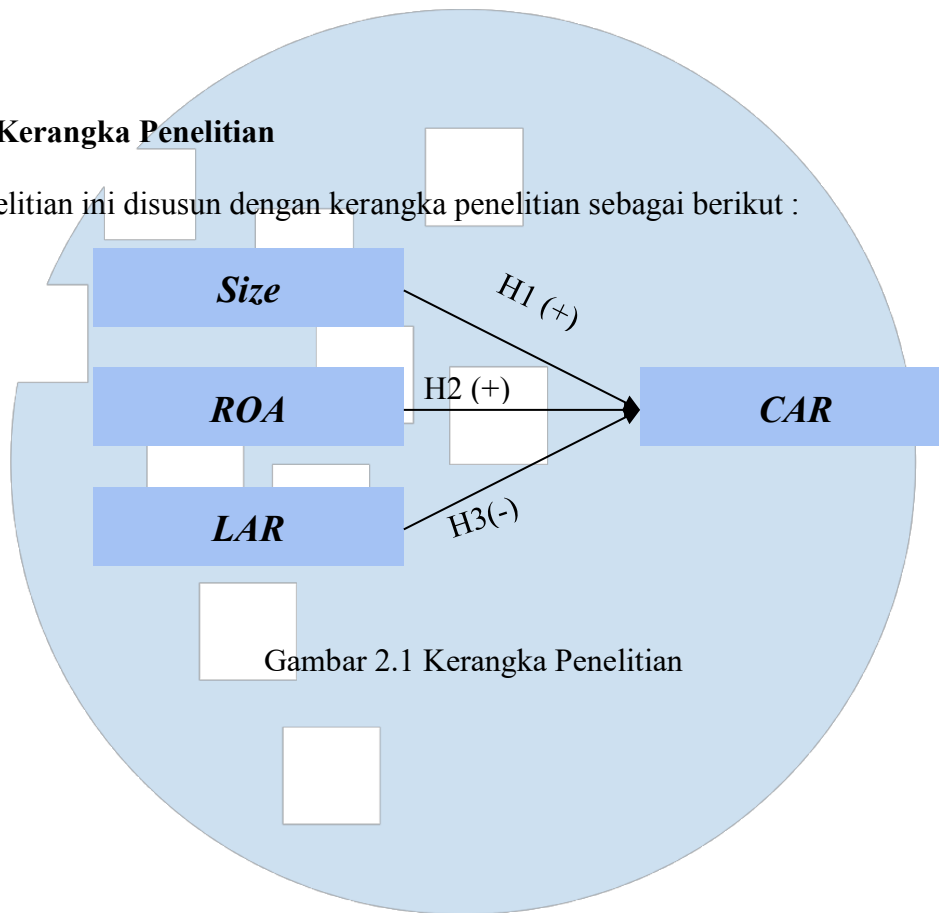 Kerangka Penelitian
elitian ini disusun dengan kerangka penelitian sebagai berikut :
Size
H1 (+)
ROA
H2 (+)
CAR
LAR
H3(-)
Gambar 2.1 Kerangka Penelitian